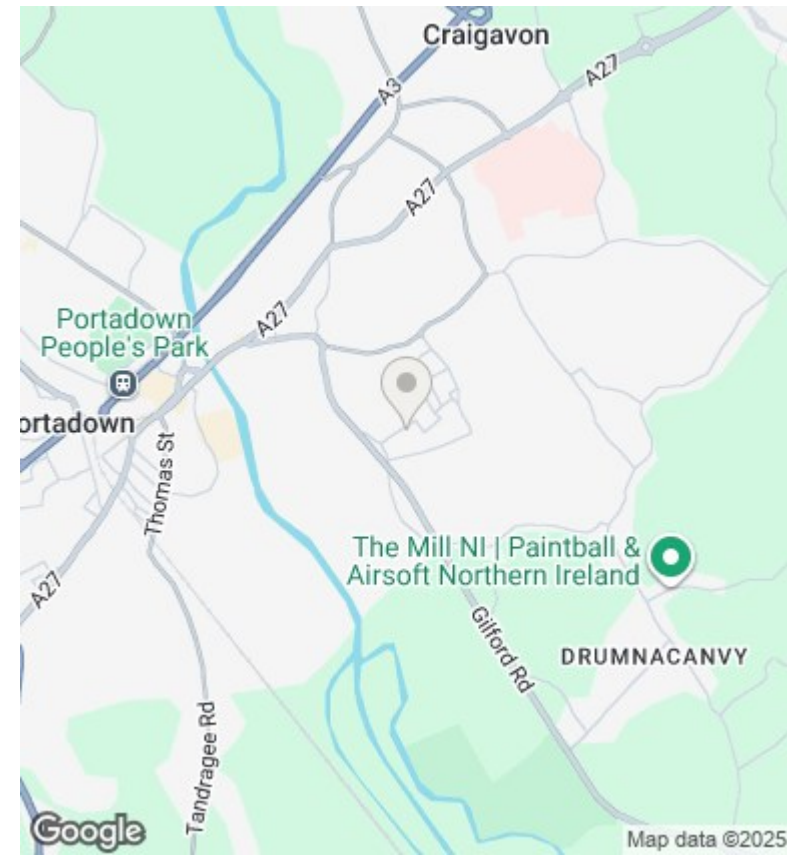 Craigavon
A27
A3
A27
Portadown
People's Park
A27
ortadown
Thomas St
The Mill NI | Paintball &
Airsoft Northern Ireland
A27
Gilford Rd
DRUMNACANVY
Tandragee Rd
Google
Map data ©2025